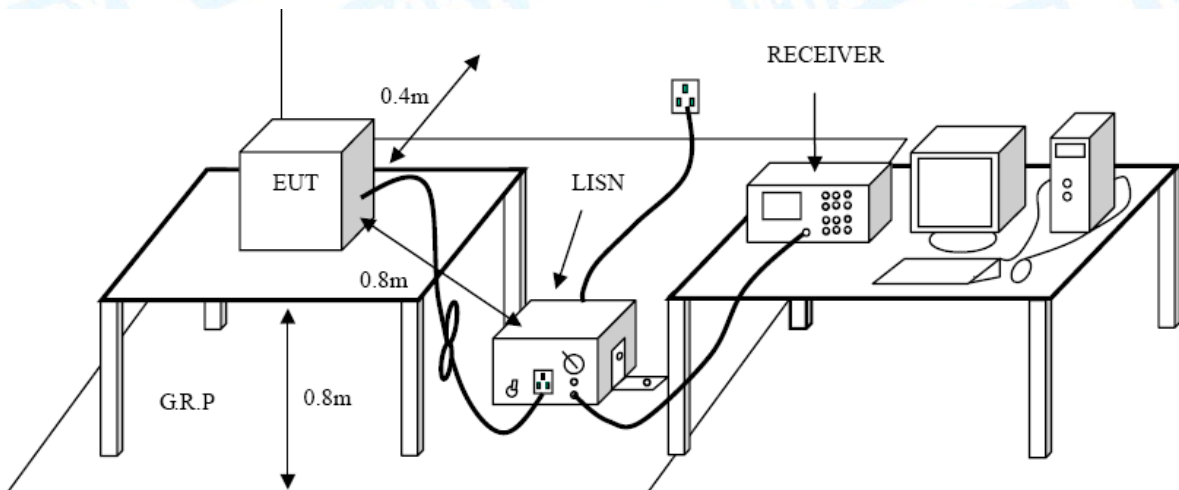 RECEIVER
0.4m
EUT
LISN
0.8m
G.R.P
0.8m